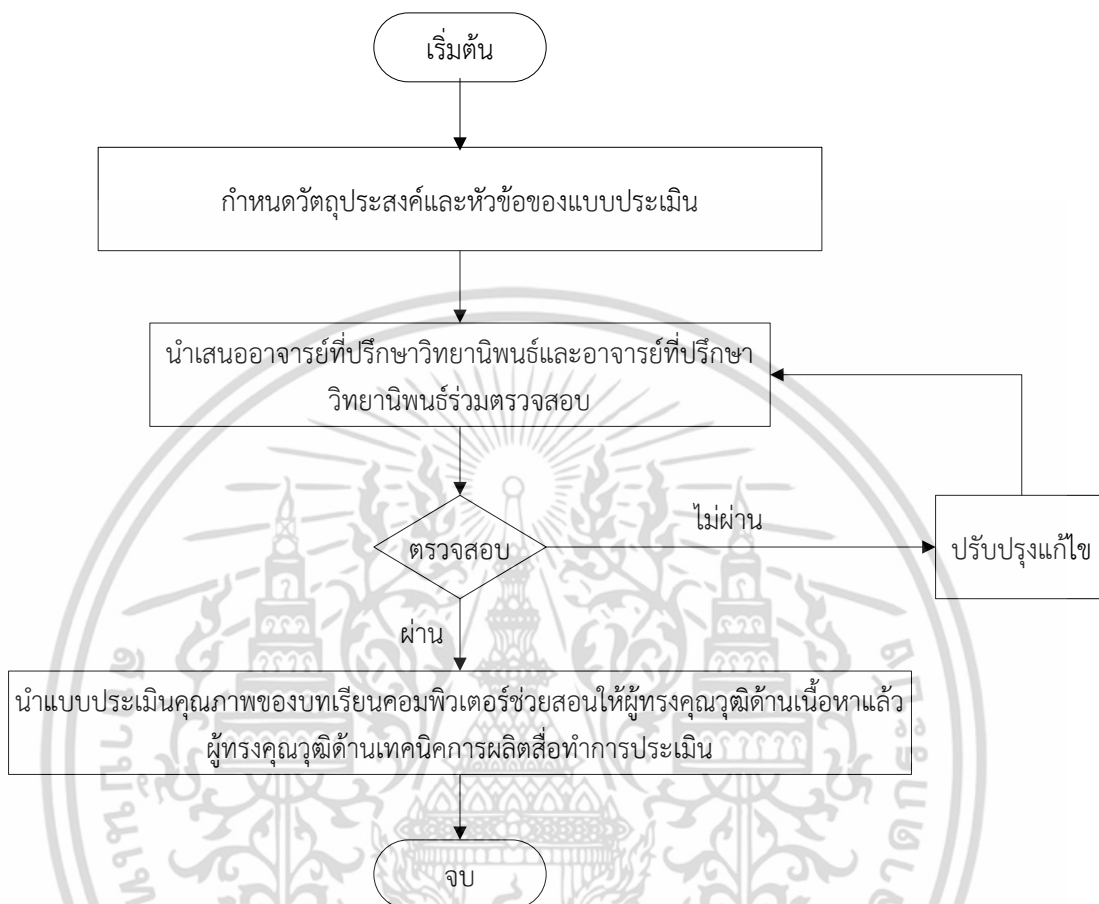 เริ่มต้น
กำหนดวัตถุประสงค์และหัวข้อของแบบประเมิน
นำเสนออาจารย์ที่ปรึกษาวิทยานิพนธ์และอาจารย์ที่ปรึกษา
วิทยานิพนธ์ร่วมตรวจสอบ
ตรวจสอบ
ไม่ผ่าน
ปรับปรุงแก้ไข
ผ่าน
นำแบบประเมินคุณภาพของบทเรียนคอมพิวเตอร์ช่วยสอนให้ผู้ทรงคุณวุฒิด้านเนื้อหาแล้ว
ผู้ทรงคุณวุฒิด้านเทคนิคการผลิตสื่อทำการประเมิน
จบ